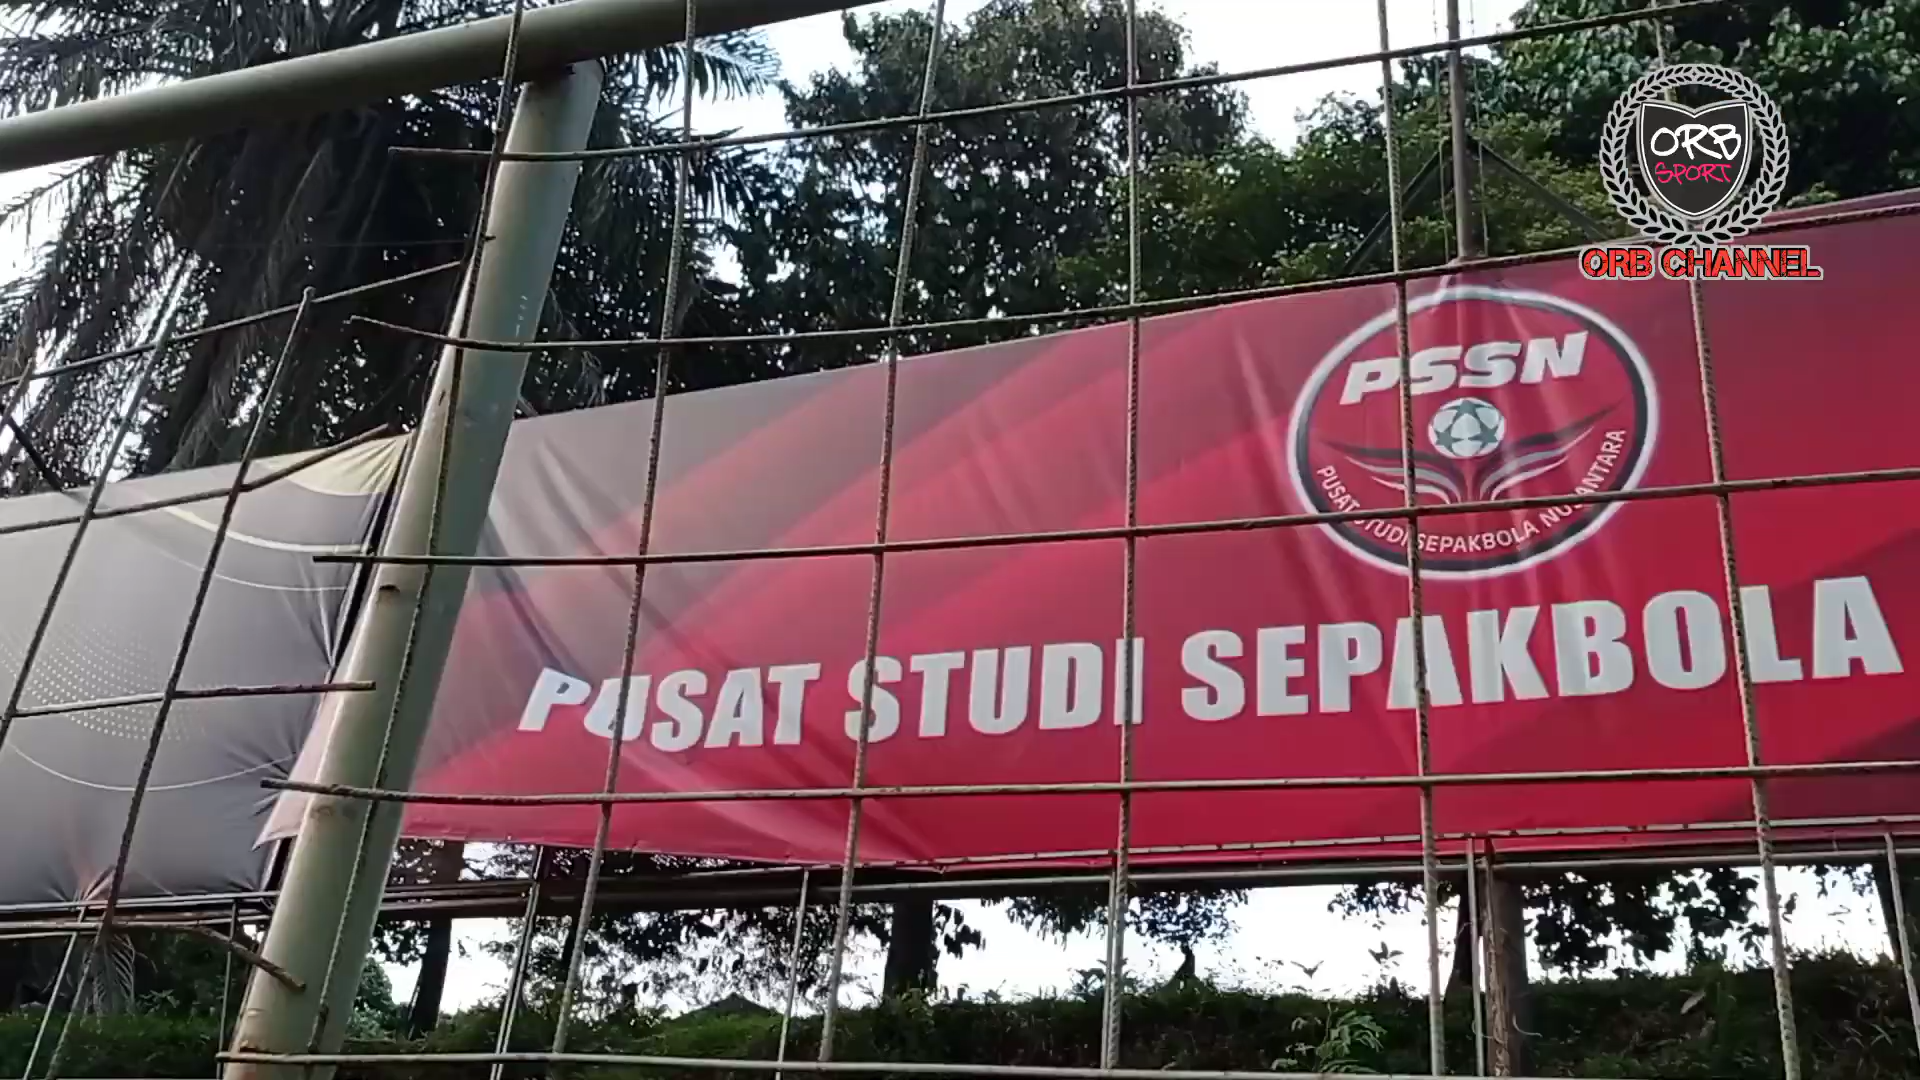 ORB
SPORT
ORB CHANNEL
PSSN
PUSAT STUDI SEPAKBOLA NUSANTARA
PUSAT STUDI SEPAKBOLA